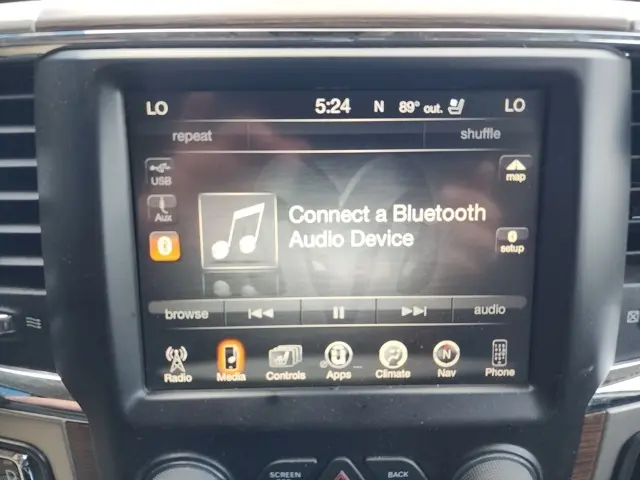 LO 5:24 N 89° out. LO
repeat shuffle
USB
map
Aux
Connect a Bluetooth
Audio Device
setup
browse audio
Radio Media Controls Apps Climate Nav Phone
N
SCREEN BACK